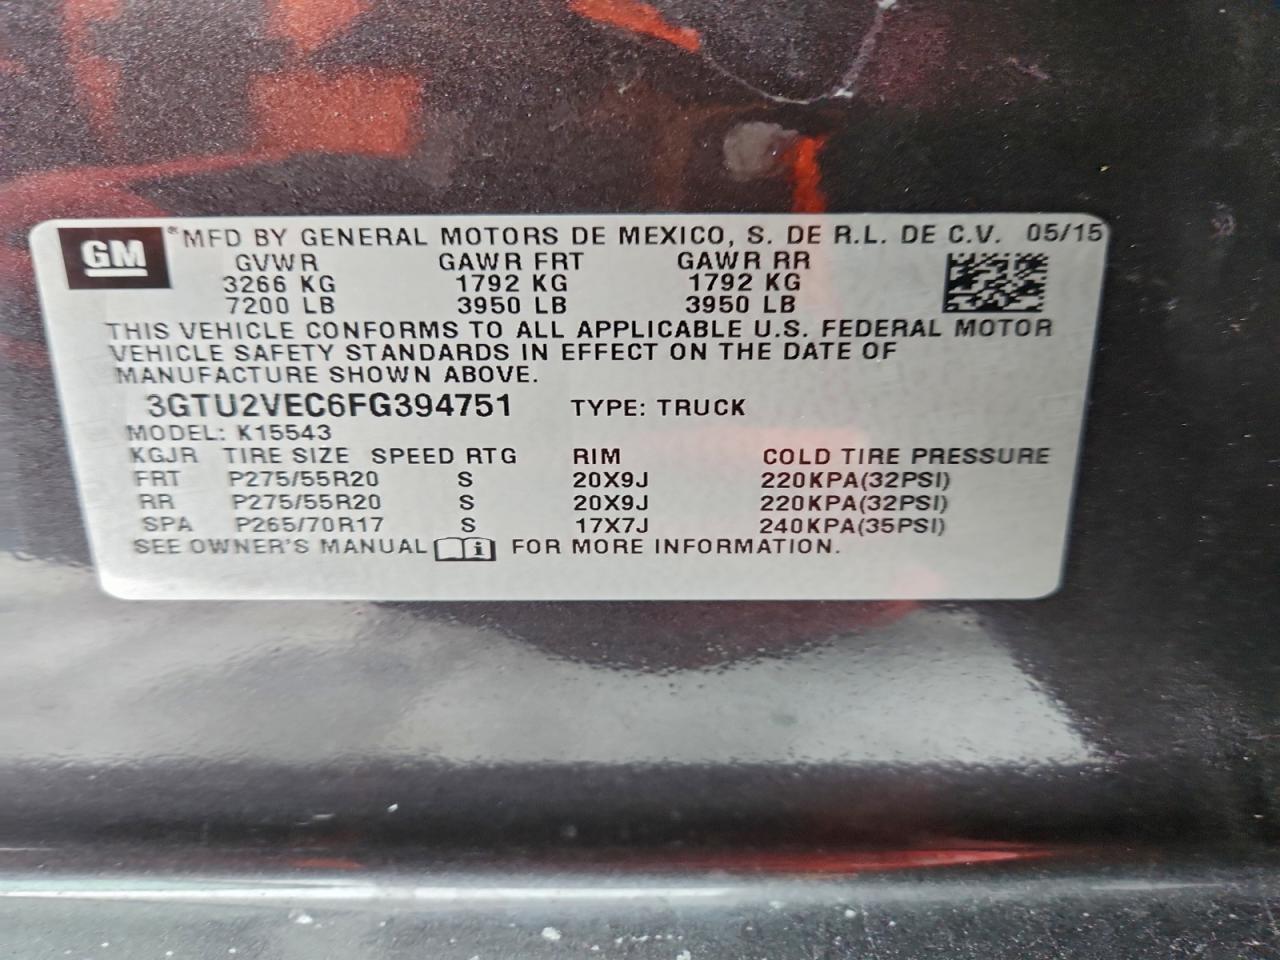 GM ® MFD BY GENERAL MOTORS DE MEXICO, S. DE R.L. DE C.V. 05/15
GVWR GAWR FRT GAWR RR
3266 KG 1792 KG 1792 KG
7200 LB 3950 LB 3950 LB
THIS VEHICLE CONFORMS TO ALL APPLICABLE U.S. FEDERAL MOTOR
VEHICLE SAFETY STANDARDS IN EFFECT ON THE DATE OF
MANUFACTURE SHOWN ABOVE.
3GTU2VEC6FG394751 TYPE: TRUCK
MODEL: K15543
KGJR TIRE SIZE SPEED RTG RIM COLD TIRE PRESSURE
FRT P275/55R20 S 20X9J 220KPA(32PSI)
RR P275/55R20 S 20X9J 220KPA(32PSI)
SPA P265/70R17 S 17X7J 240KPA(35PSI)
SEE OWNER'S MANUAL i FOR MORE INFORMATION.